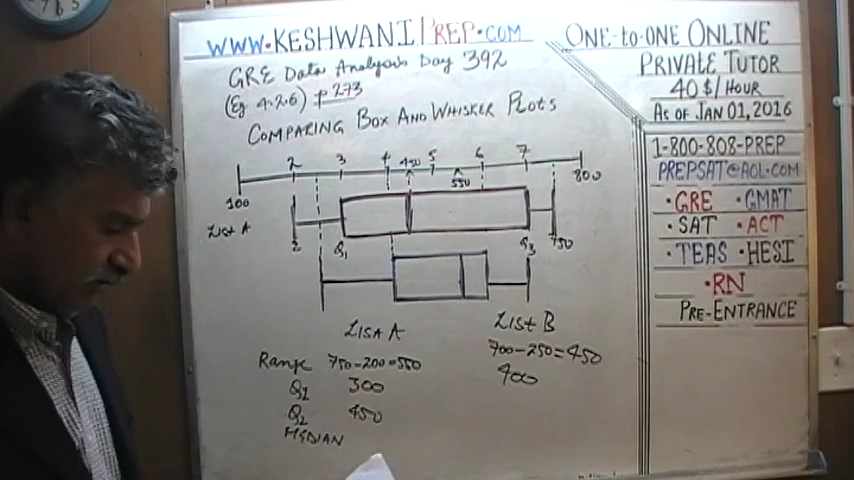 WWW.KESHWANIPREP.COM
GRE Data Analysis Day 392
(Eg 4.2.6) p 273
COMPARING BOX AND WHISKER PLOTS
2 3 4 450 5 6 7
100 550 800
List A
2 Q1 Q3 750
LISA A LIST B
Range 750-200=550 700-250=450
Q1 300 400
Q2 450
MEDIAN
ONE-TO-ONE ONLINE
PRIVATE TUTOR
40 $/HOUR
AS OF JAN 01, 2016
1-800-808-PREP
PREPSAT@AOL.COM
•GRE •GMAT
•SAT •ACT
•TEAS •HESI
•RN
PRE-ENTRANCE